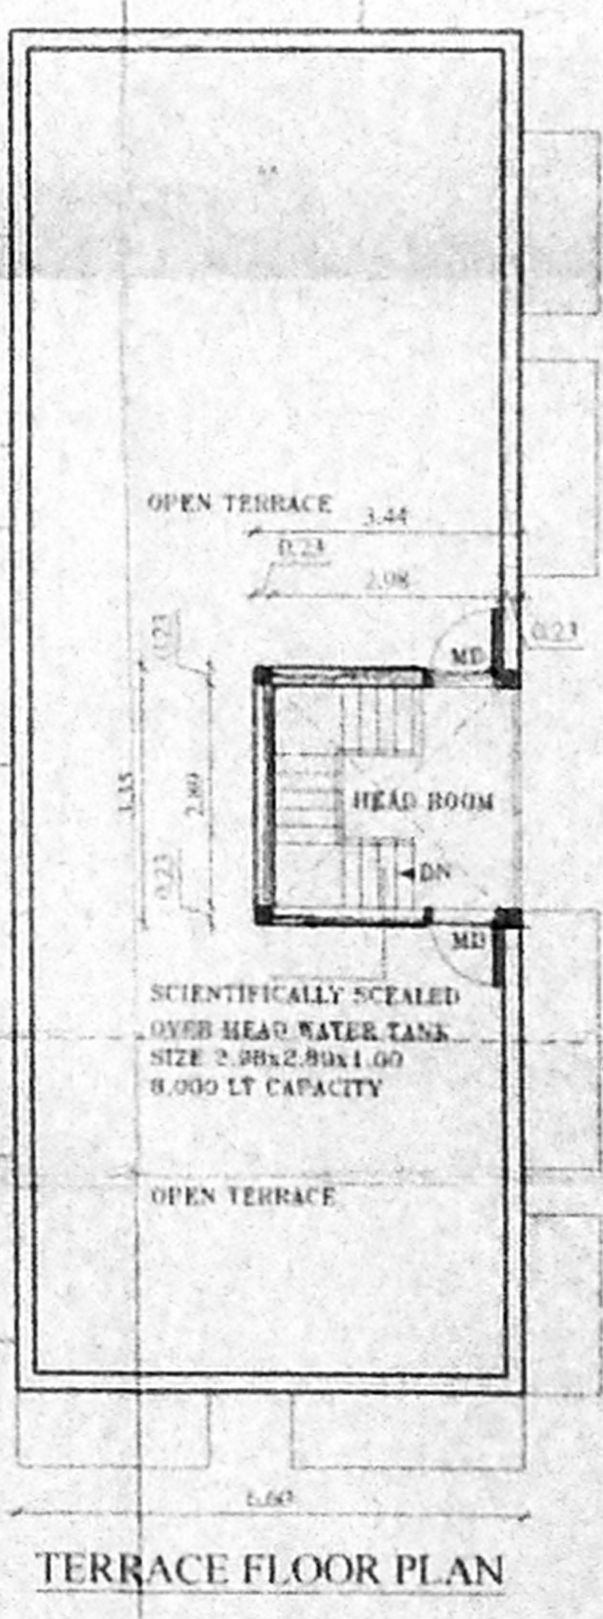 OPEN TERRACE
3.44
0.23
2.98
0.23
0.23
MD
3.35
2.89
HEAD ROOM
0.23
DN
MD
SCIENTIFICALLY SCEALED
OVER HEAD WATER TANK
SIZE 2.98x2.89x1.00
8,000 LT CAPACITY
OPEN TERRACE
6.60
TERRACE FLOOR PLAN